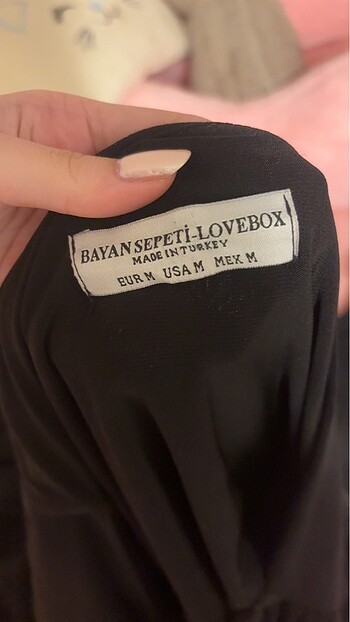 BAYAN SEPETİ-LOVEBOX
MADE IN TURKEY
EUR M USA M MEX M